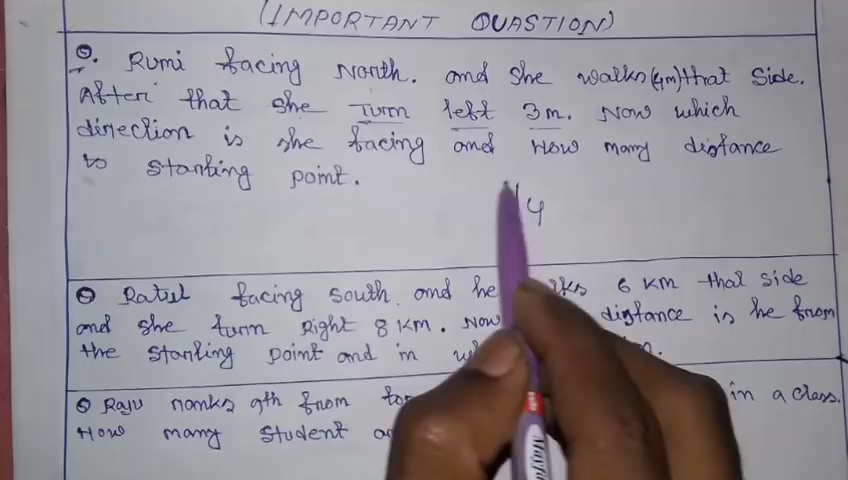 (IMPORTANT QUASTION)
Q. Rumi facing North. and she walks (4m) that side.
After that she Turn left 3m. Now which
direction is she facing and How many distance
to starting point.
4
Q Ratul facing south and he 6 KM that side
and she turn Right 8 KM. Now distance is he from
the starting point and in
Q Raju ranks 9th from in a class.
How many student